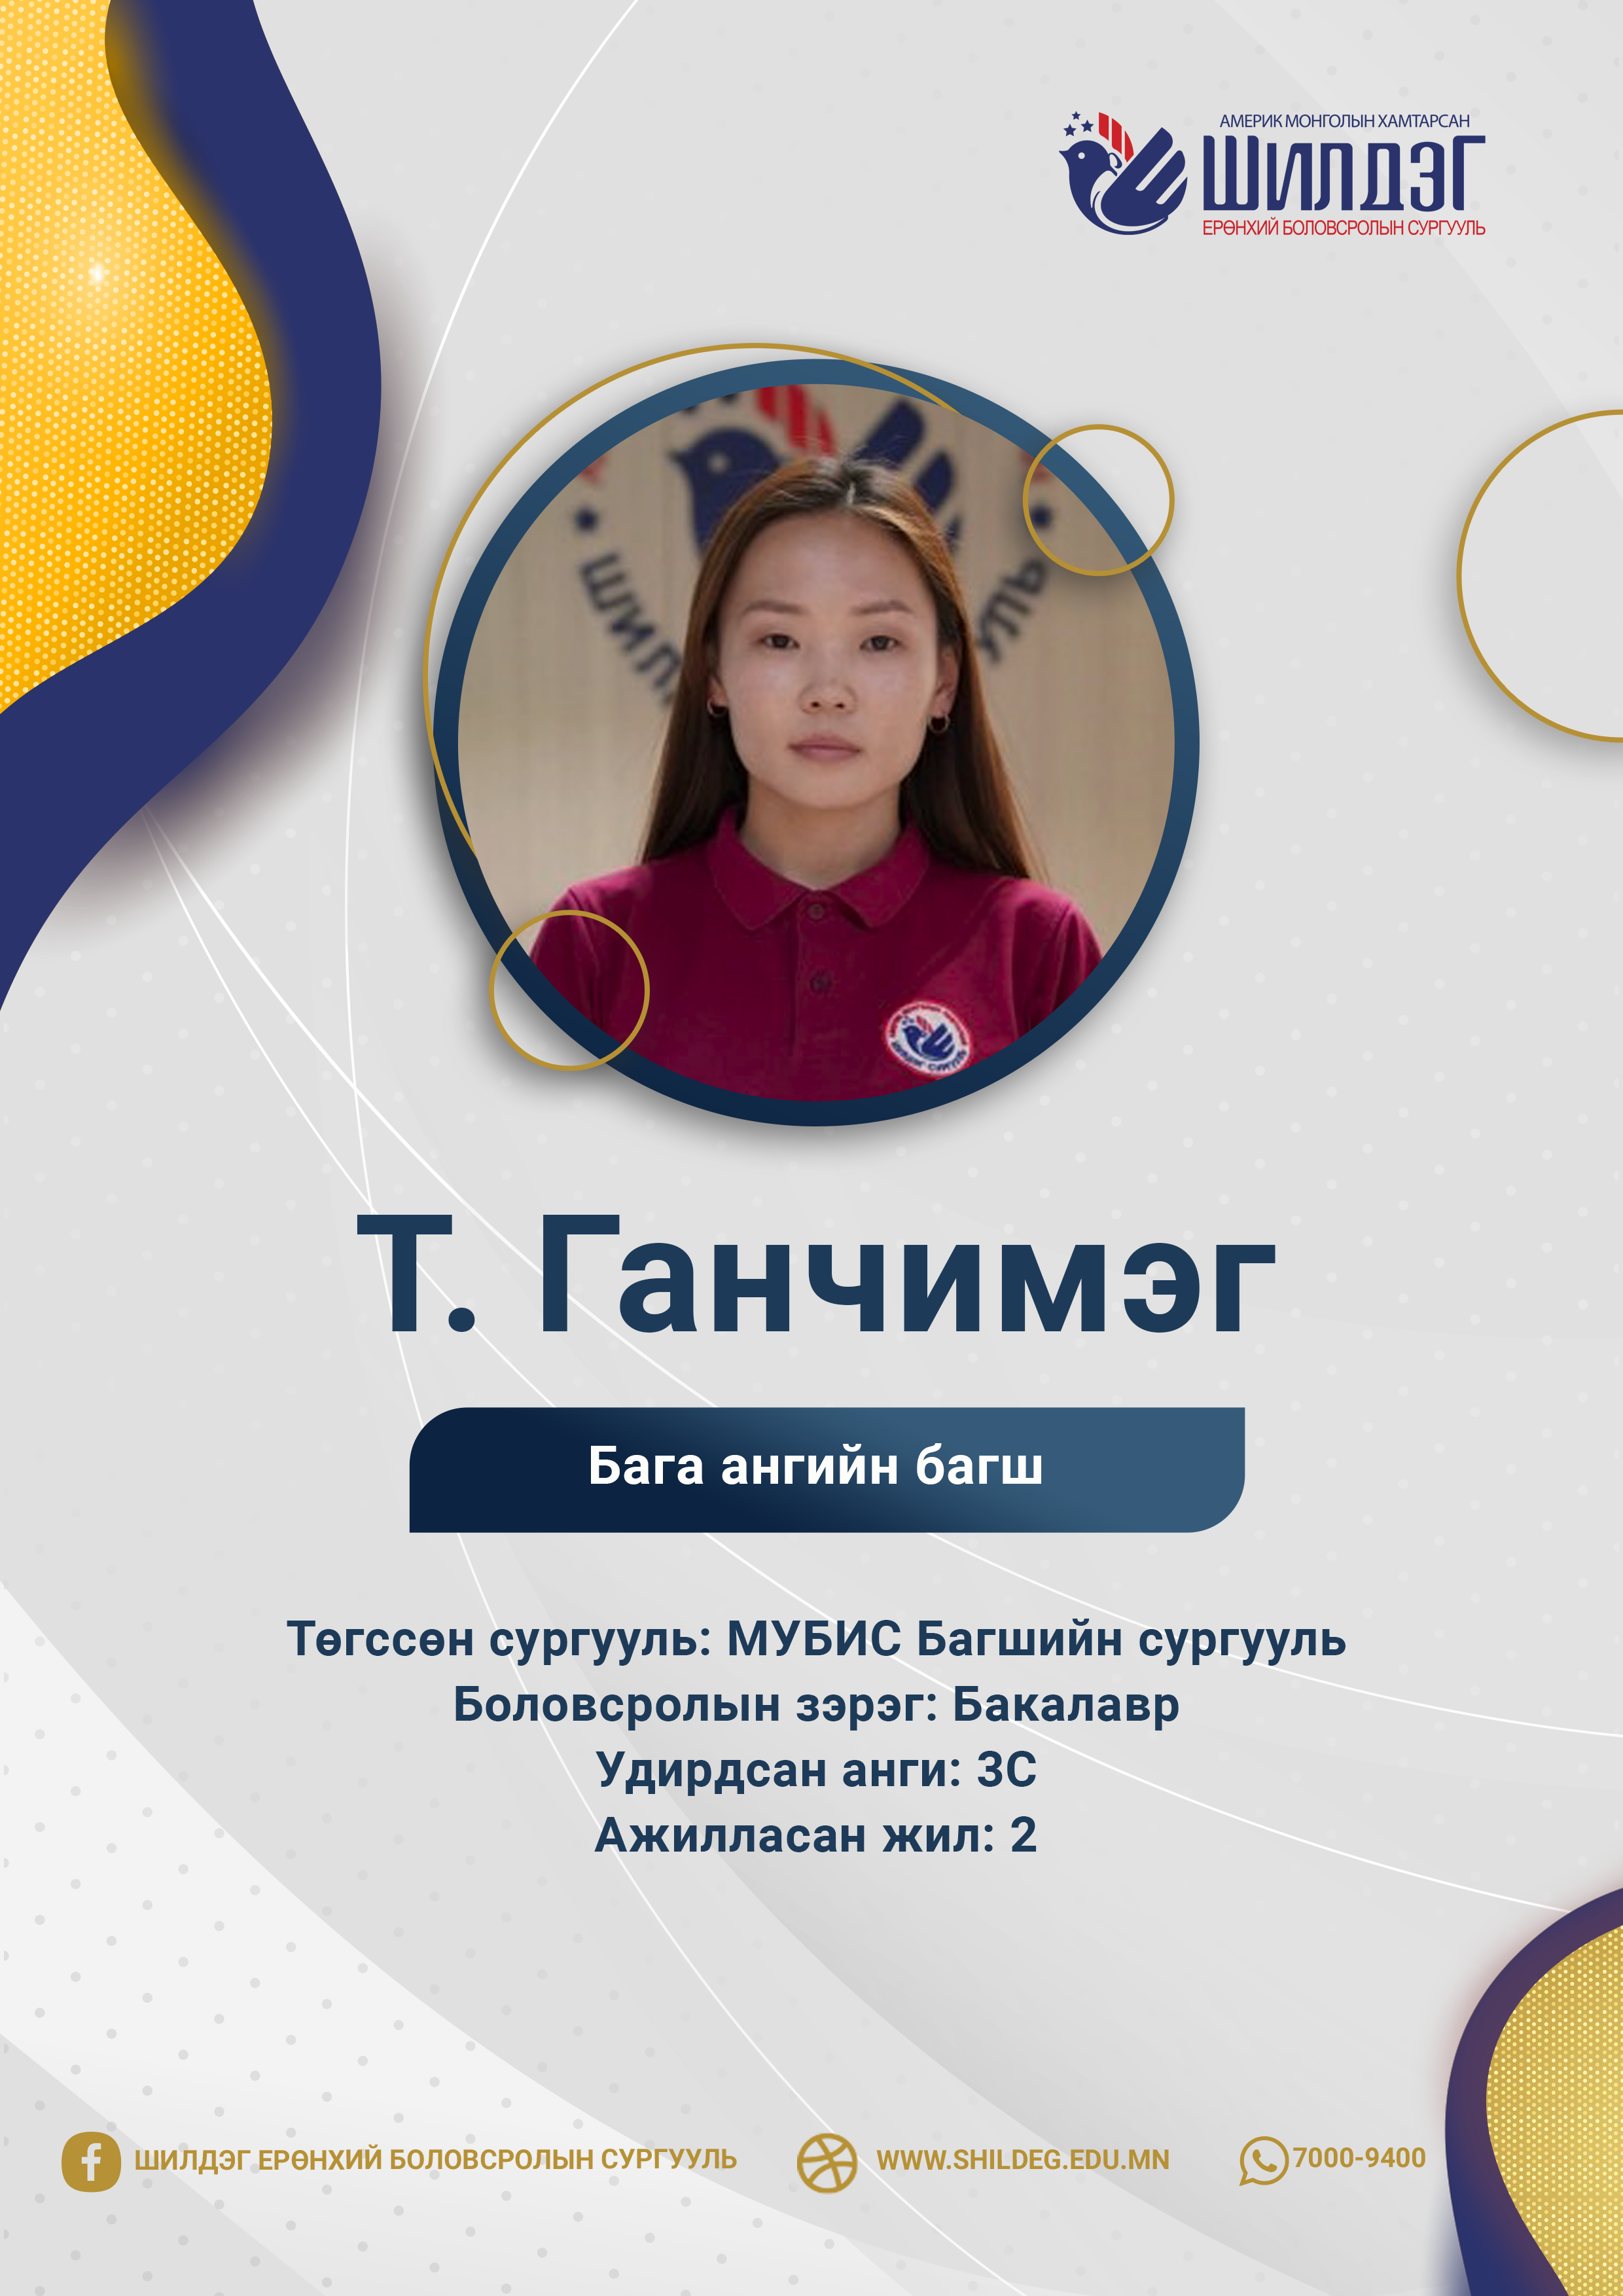 АМЕРИК МОНГОЛЫН ХАМТАРСАН
ШИЛДЭГ
ЕРӨНХИЙ БОЛОВСРОЛЫН СУРГУУЛЬ
Т. Ганчимэг
Бага ангийн багш
Төгссөн сургууль: МУБИС Багшийн сургууль
Боловсролын зэрэг: Бакалавр
Удирдсан анги: 3С
Ажилласан жил: 2
ШИЛДЭГ ЕРӨНХИЙ БОЛОВСРОЛЫН СУРГУУЛЬ
WWW.SHILDEG.EDU.MN
7000-9400